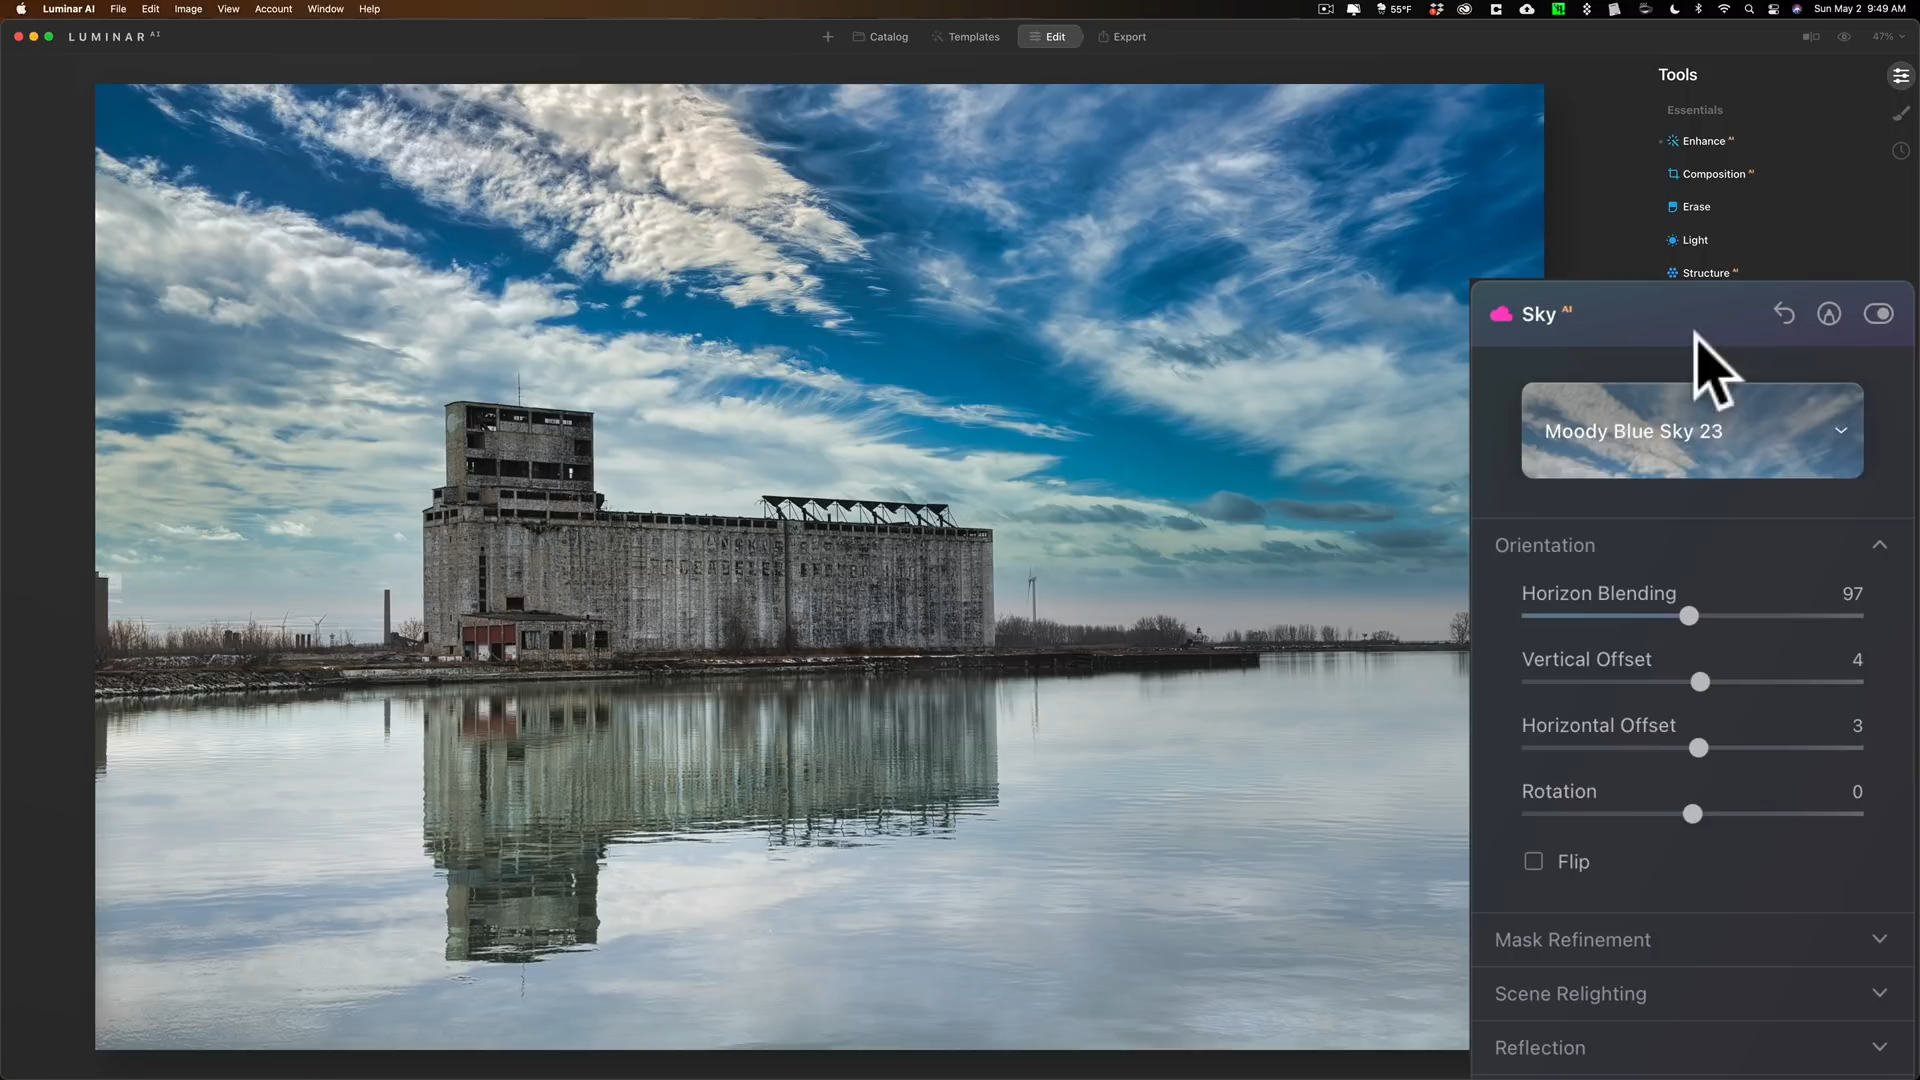 Luminar AI File Edit Image View Account Window Help 55°F Sun May 2 9:49 AM
LUMINAR AI + Catalog Templates Edit Export 47%
Tools
Essentials
Enhance AI
Composition AI
Erase
Light
Structure AI
Sky AI
Moody Blue Sky 23
Orientation
Horizon Blending 97
Vertical Offset 4
Horizontal Offset 3
Rotation 0
Flip
Mask Refinement
Scene Relighting
Reflection